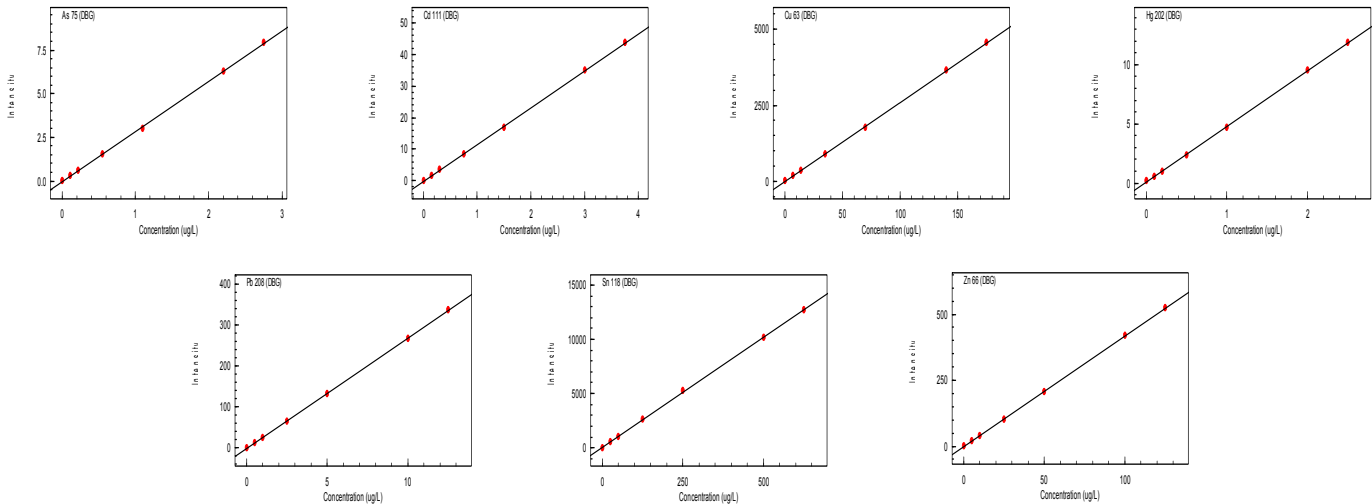 As 75 (DBG)
7.5
5.0
2.5
0.0
0 1 2 3
Concentration (ug/L)
Cd 111 (DBG)
50
40
30
20
10
0
0 1 2 3 4
Concentration (ug/L)
Cu 63 (DBG)
5000
2500
0
0 50 100 150
Concentration (ug/L)
Hg 202 (DBG)
10
5
0
0 1 2
Concentration (ug/L)
Pb 208 (DBG)
400
300
200
100
0
0 5 10
Concentration (ug/L)
Sn 118 (DBG)
15000
10000
5000
0
0 250 500
Concentration (ug/L)
Zn 66 (DBG)
500
250
0
0 50 100
Concentration (ug/L)